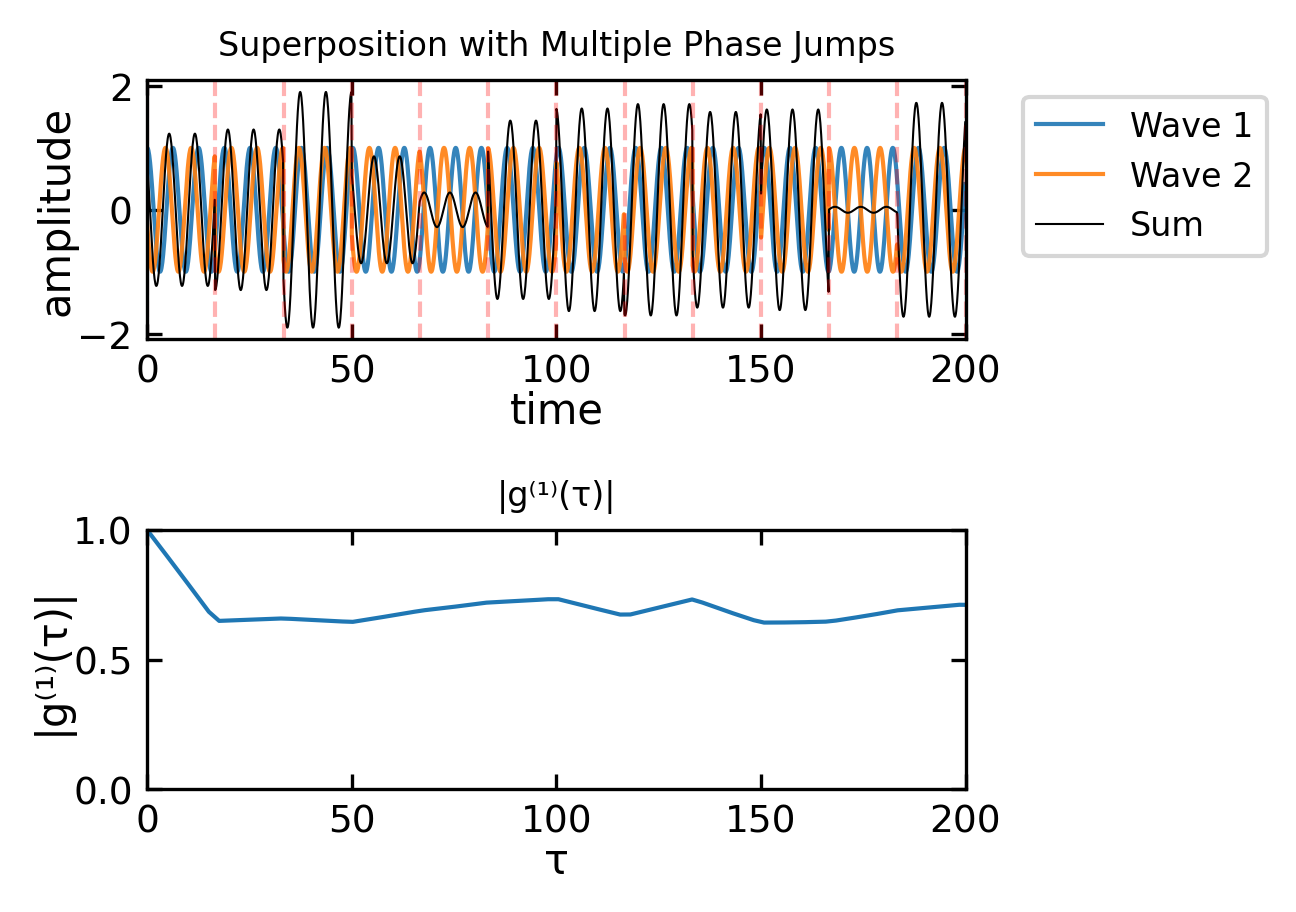 Superposition with Multiple Phase Jumps
amplitude
2
0
−2
0 50 100 150 200
time
Wave 1
Wave 2
Sum
|g⁽¹⁾(τ)|
|g⁽¹⁾(τ)|
1.0
0.5
0.0
0 50 100 150 200
τ